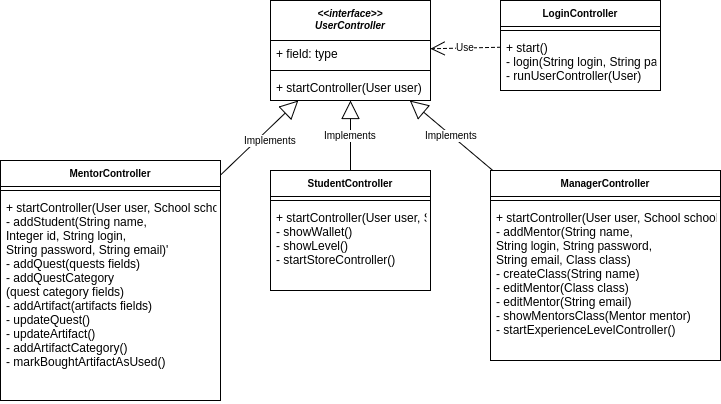 <<interface>>
UserController
+ field: type
+ startController(User user)
LoginController
+ start()
- login(String login, String pa
- runUserController(User)
Use
Implements
Implements
Implements
MentorController
+ startController(User user, School scho
- addStudent(String name,
Integer id, String login,
String password, String email)'
- addQuest(quests fields)
- addQuestCategory
(quest category fields)
- addArtifact(artifacts fields)
- updateQuest()
- updateArtifact()
- addArtifactCategory()
- markBoughtArtifactAsUsed()
StudentController
+ startController(User user, S
- showWallet()
- showLevel()
- startStoreController()
ManagerController
+ startController(User user, School school
- addMentor(String name,
String login, String password,
String email, Class class)
- createClass(String name)
- editMentor(Class class)
- editMentor(String email)
- showMentorsClass(Mentor mentor)
- startExperienceLevelController()